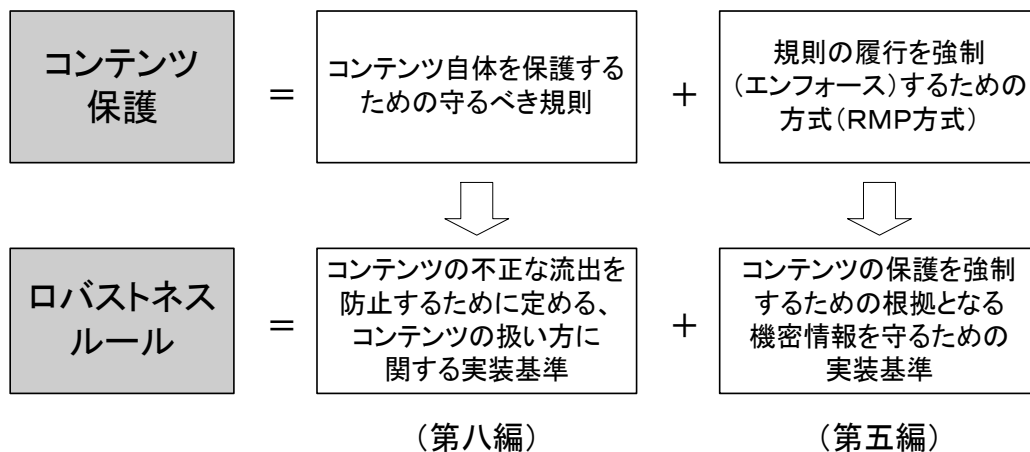 コンテンツ
保護
=
コンテンツ自体を保護する
ための守るべき規則
+
規則の履行を強制
(エンフォース)するための
方式(RMP方式)
ロバストネス
ルール
=
コンテンツの不正な流出を
防止するために定める、
コンテンツの扱い方に
関する実装基準
+
コンテンツの保護を強制
するための根拠となる
機密情報を守るための
実装基準
(第八編)
(第五編)